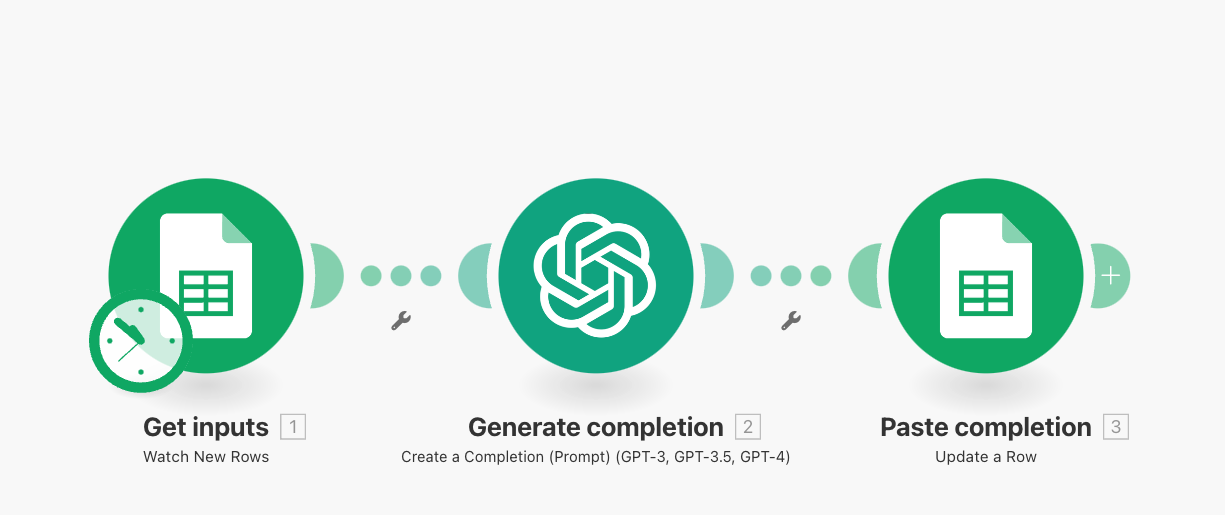 Get inputs 1
Watch New Rows
Generate completion 2
Create a Completion (Prompt) (GPT-3, GPT-3.5, GPT-4)
Paste completion 3
Update a Row